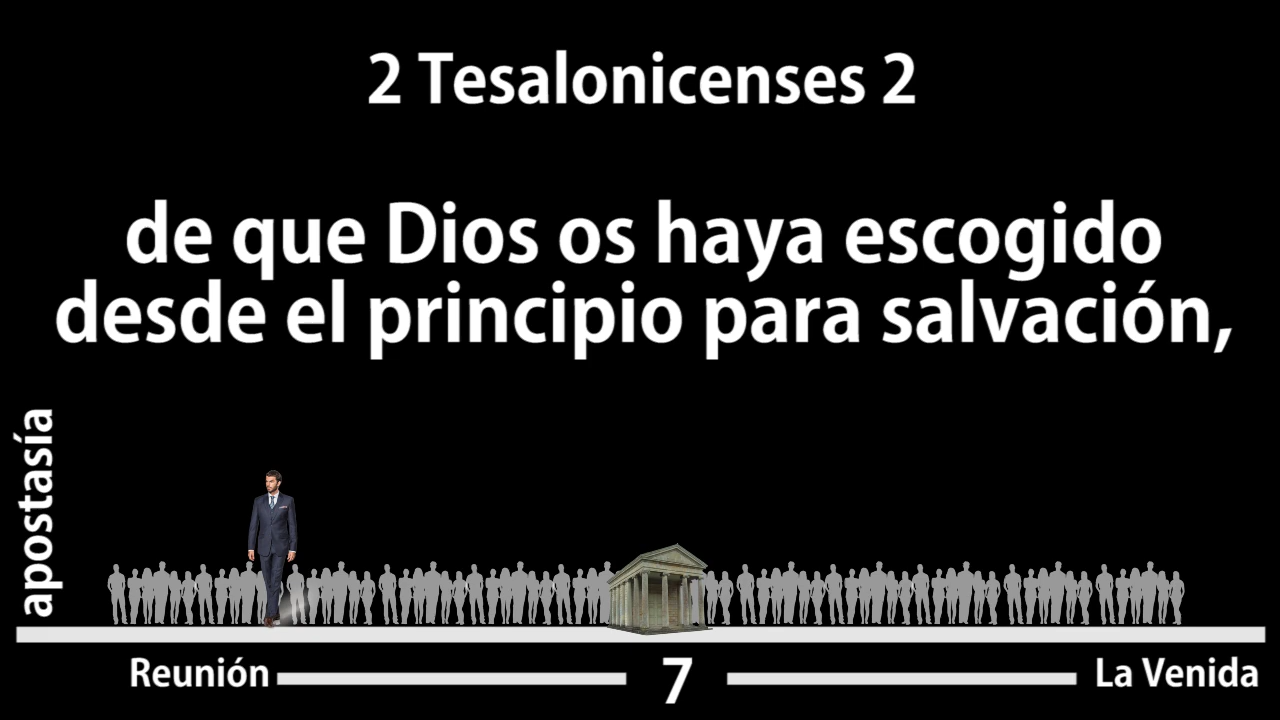 2 Tesalonicenses 2
de que Dios os haya escogido
desde el principio para salvación,
apostasía
Reunión
7
La Venida